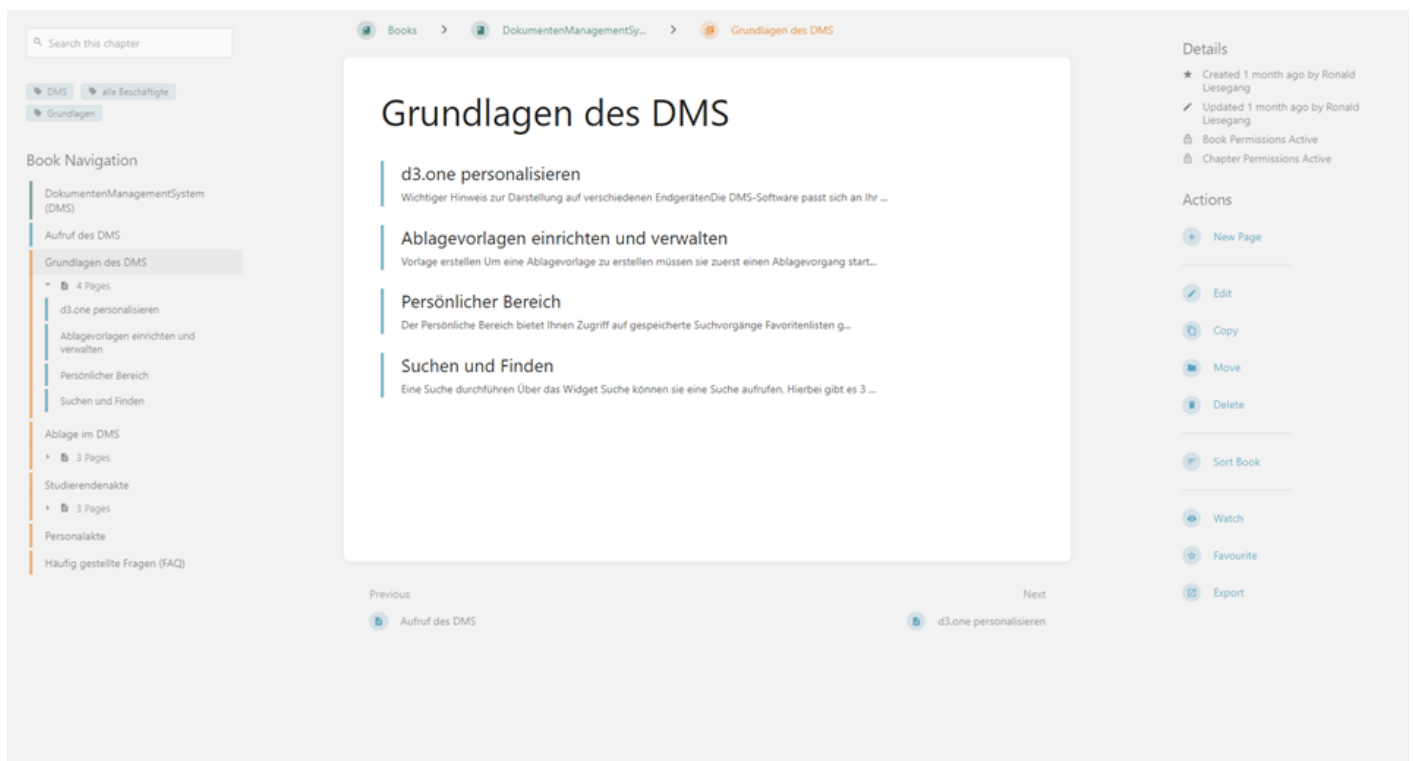 Search this chapter
DMS
alle Beschäftigte
Grundlagen
Book Navigation
DokumentenManagementSystem
(DMS)
Aufruf des DMS
Grundlagen des DMS
4 Pages
d3.one personalisieren
Ablagevorlagen einrichten und
verwalten
Persönlicher Bereich
Suchen und Finden
Ablage im DMS
3 Pages
Studierendenakte
3 Pages
Personalakte
Häufig gestellte Fragen (FAQ)
Books > DokumentenManagementSy... > Grundlagen des DMS
Grundlagen des DMS
d3.one personalisieren
Wichtiger Hinweis zur Darstellung auf verschiedenen EndgerätenDie DMS-Software passt sich an Ihr ...
Ablagevorlagen einrichten und verwalten
Vorlage erstellen Um eine Ablagevorlage zu erstellen müssen sie zuerst einen Ablagevorgang start...
Persönlicher Bereich
Der Persönliche Bereich bietet Ihnen Zugriff auf gespeicherte Suchvorgänge Favoritenlisten g...
Suchen und Finden
Eine Suche durchführen Über das Widget Suche können sie eine Suche aufrufen. Hierbei gibt es 3 ...
Previous
Aufruf des DMS
Next
d3.one personalisieren
Details
Created 1 month ago by Ronald
Liesegang
Updated 1 month ago by Ronald
Liesegang
Book Permissions Active
Chapter Permissions Active
Actions
New Page
Edit
Copy
Move
Delete
Sort Book
Watch
Favourite
Export